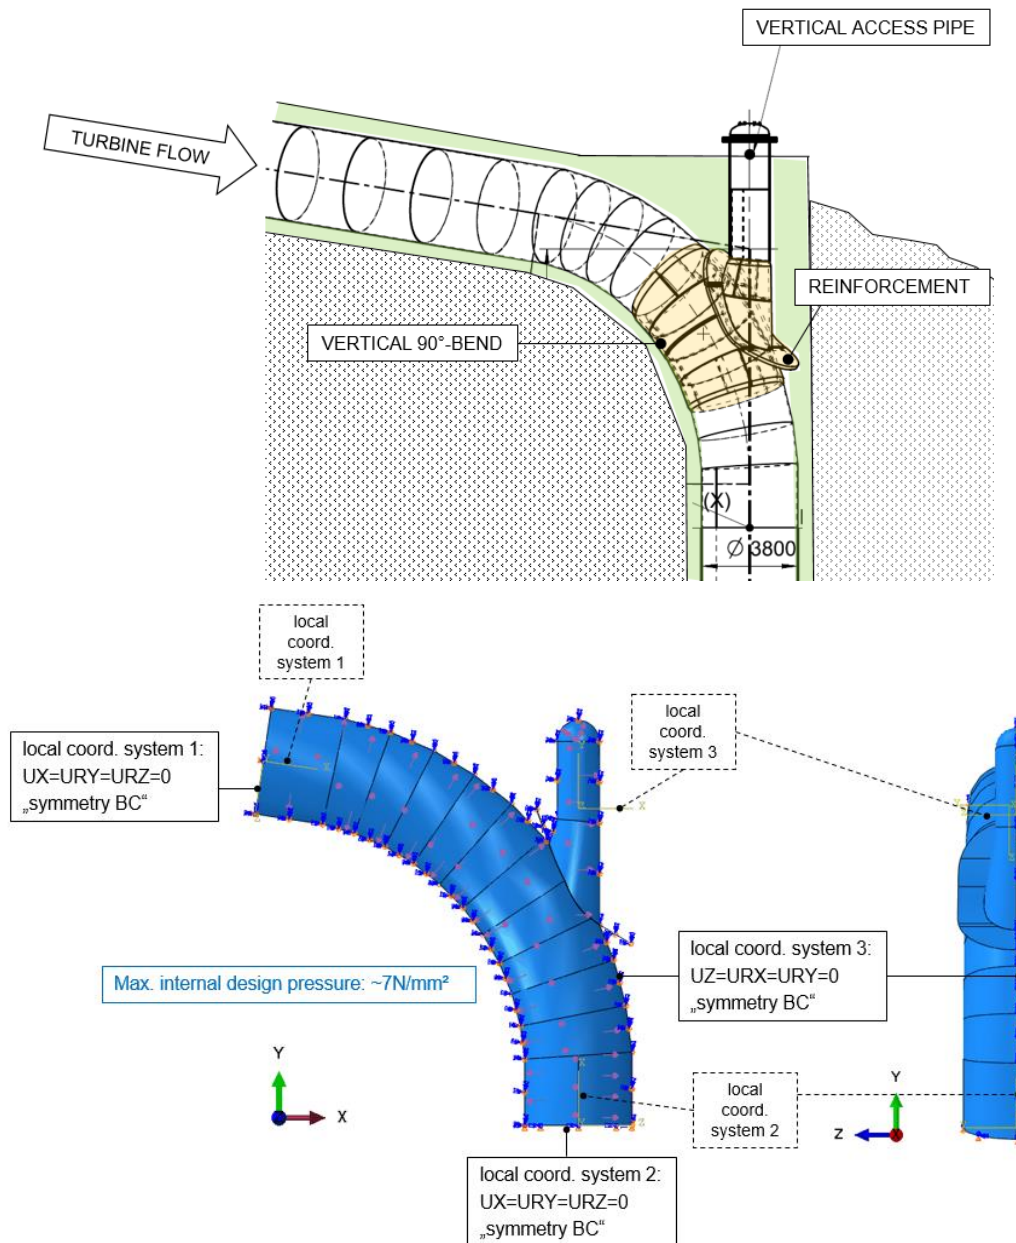 VERTICAL ACCESS PIPE
TURBINE FLOW
REINFORCEMENT
VERTICAL 90°-BEND
(X)
Ø 3800
local
coord.
system 1
local
coord.
system 3
local coord. system 1:
UX=URY=URZ=0
„symmetry BC“
X
X
Y
local coord. system 3:
UZ=URX=URY=0
„symmetry BC“
Max. internal design pressure: ~7N/mm²
Y
X
local
coord.
system 2
Y
Z
X
Y
Z
local coord. system 2:
UX=URY=URZ=0
„symmetry BC“